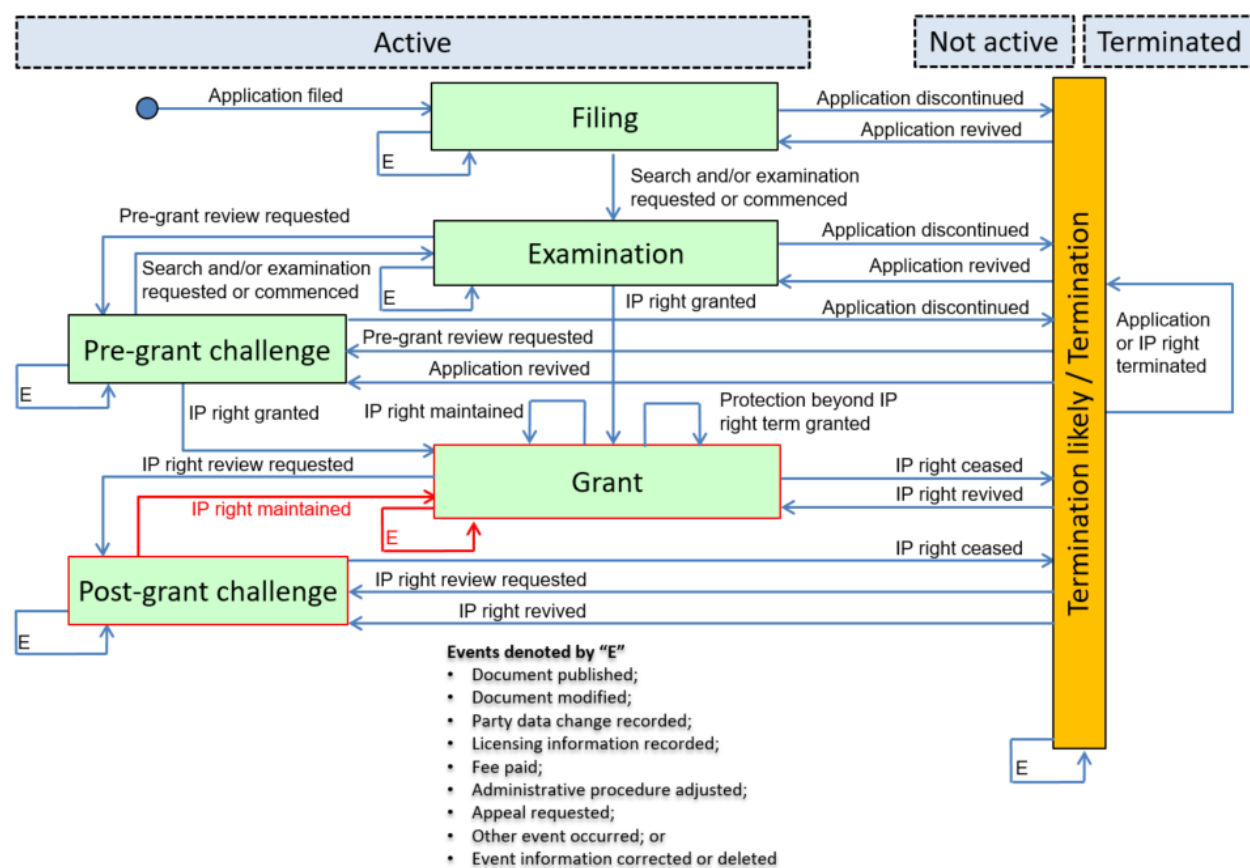 Active
Not active
Terminated
Application filed
Filing
Application discontinued
Application revived
E
Search and/or examination
requested or commenced
Pre-grant review requested
Examination
Application discontinued
Search and/or examination
requested or commenced
Application revived
E
IP right granted
Application discontinued
Pre-grant challenge
Pre-grant review requested
Application
or IP right
terminated
Application revived
E
IP right granted
IP right maintained
Protection beyond IP
right term granted
IP right review requested
Grant
IP right ceased
IP right revived
IP right maintained
E
IP right ceased
Post-grant challenge
IP right review requested
IP right revived
E
Termination likely / Termination
E
Events denoted by “E”
• Document published;
• Document modified;
• Party data change recorded;
• Licensing information recorded;
• Fee paid;
• Administrative procedure adjusted;
• Appeal requested;
• Other event occurred; or
• Event information corrected or deleted